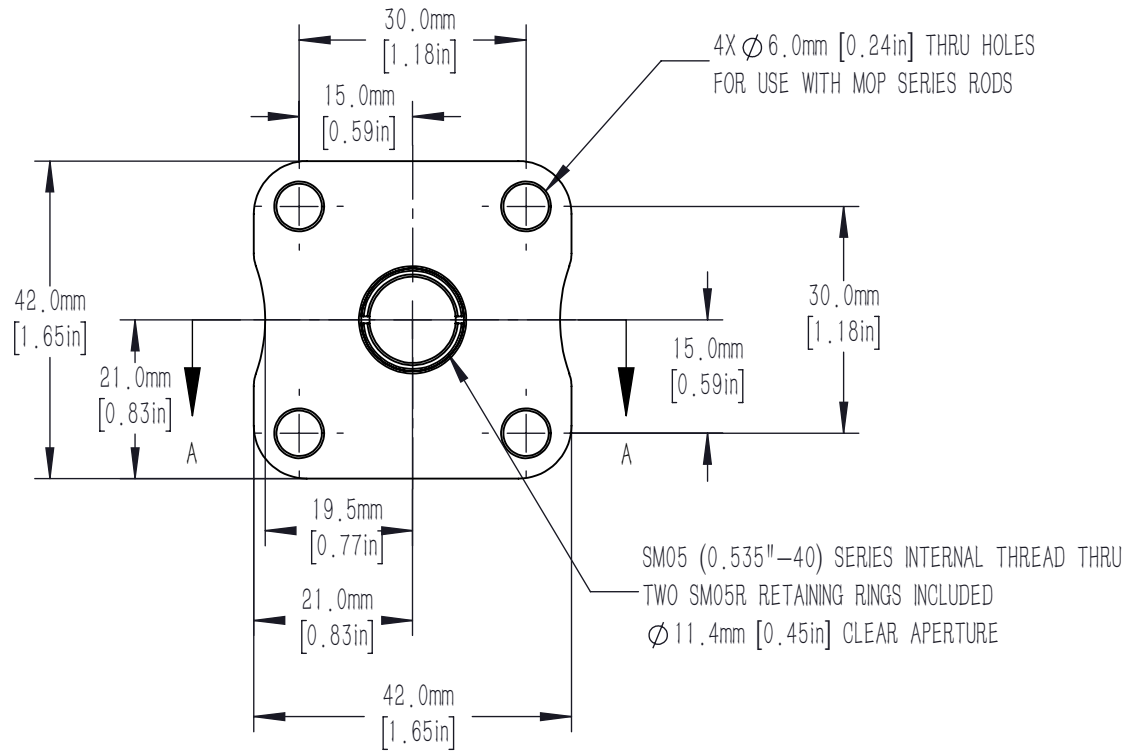 30.0mm
[1.18in]
15.0mm
[0.59in]
4X Ø 6.0mm [0.24in] THRU HOLES
FOR USE WITH MOP SERIES RODS
42.0mm
[1.65in]
21.0mm
[0.83in]
30.0mm
[1.18in]
15.0mm
[0.59in]
A
A
19.5mm
[0.77in]
21.0mm
[0.83in]
SM05 (0.535"-40) SERIES INTERNAL THREAD THRU
TWO SM05R RETAINING RINGS INCLUDED
Ø 11.4mm [0.45in] CLEAR APERTURE
42.0mm
[1.65in]